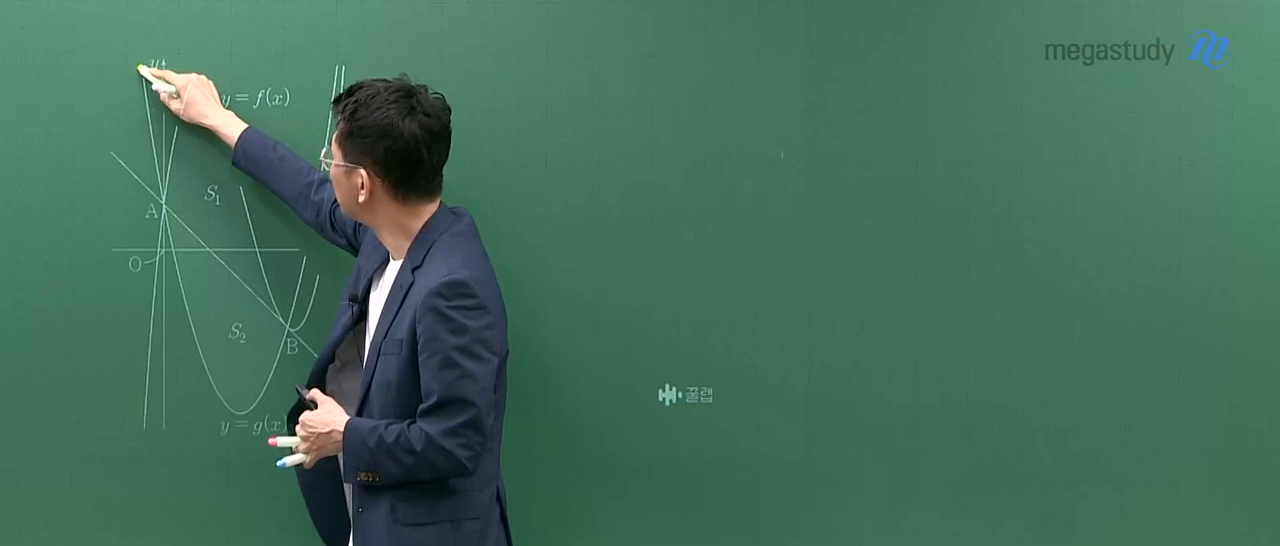 megastudy
y
y = f(x)
S₁
A
O
S₂
B
y = g(x)
꿀랩